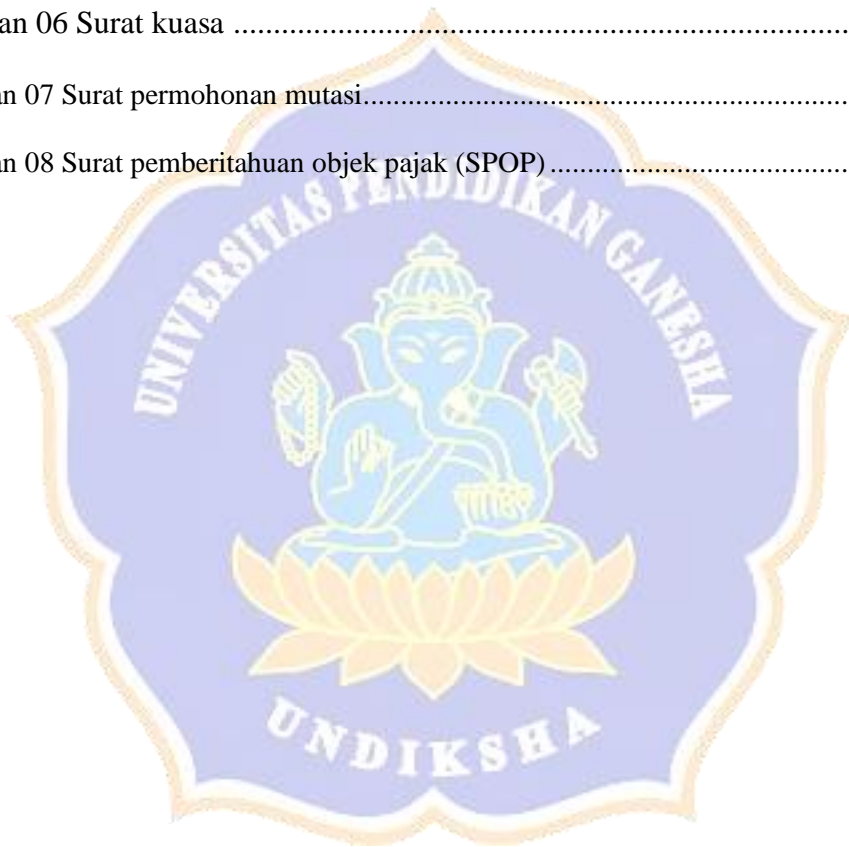 an 06 Surat kuasa ................................................................................
an 07 Surat permohonan mutasi................................................................
an 08 Surat pemberitahuan objek pajak (SPOP) .......................................
UNIVERSITAS PENDIDIKAN GANESHA
UNDIKSHA